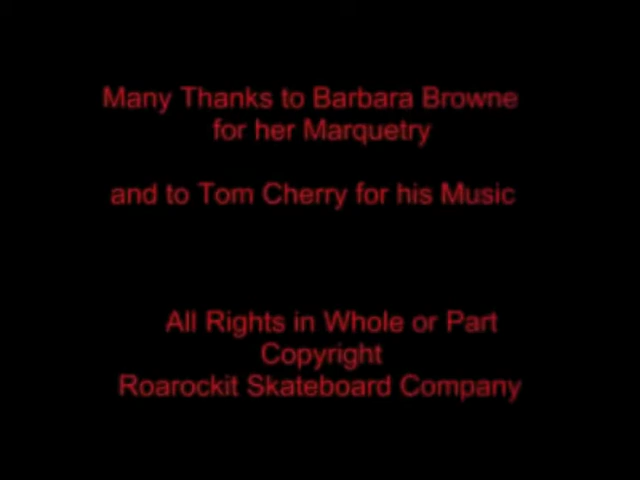 Many Thanks to Barbara Browne
for her Marquetry
and to Tom Cherry for his Music
All Rights in Whole or Part
Copyright
Roarockit Skateboard Company